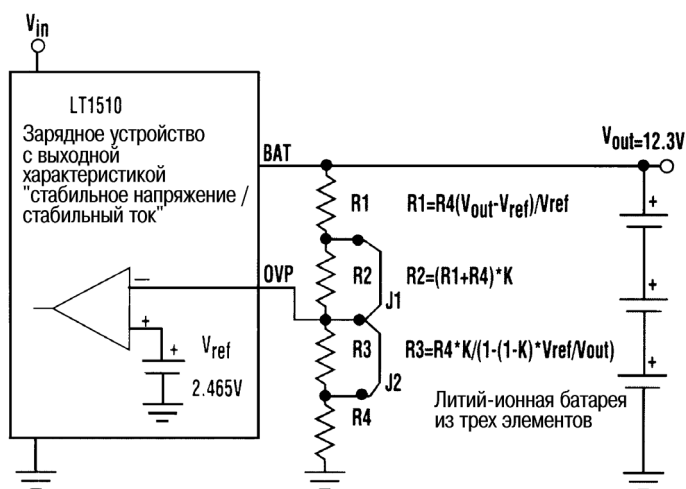 Vin
LT1510
Зарядное устройство
с выходной
характеристикой
"стабильное напряжение /
стабильный ток"
BAT
Vout=12.3V
R1
R1=R4(Vout-Vref)/Vref
OVP
R2
R2=(R1+R4)*K
J1
—
+
+
Vref
2.465V
R3
R3=R4*K/(1-(1-K)*Vref/Vout)
J2
R4
+
+
+
Литий-ионная батарея
из трех элементов